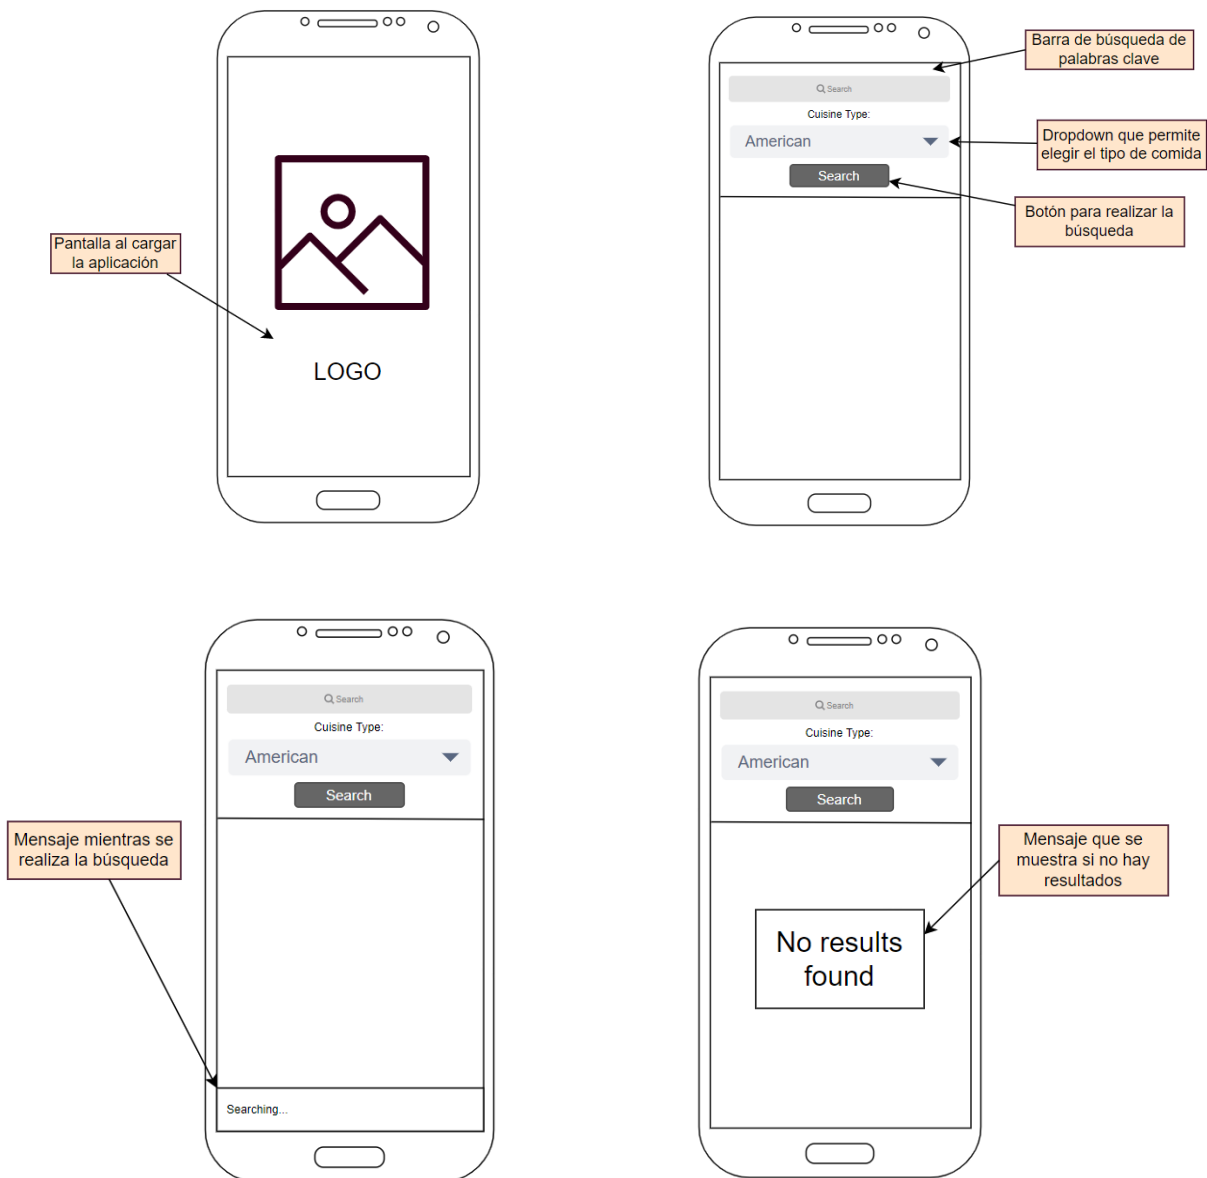 Pantalla al cargar
la aplicación
LOGO
Search
Cuisine Type:
American
Search
Barra de búsqueda de
palabras clave
Dropdown que permite
elegir el tipo de comida
Botón para realizar la
búsqueda
Search
Cuisine Type:
American
Search
Mensaje mientras se
realiza la búsqueda
Searching...
Search
Cuisine Type:
American
Search
Mensaje que se
muestra si no hay
resultados
No results
found